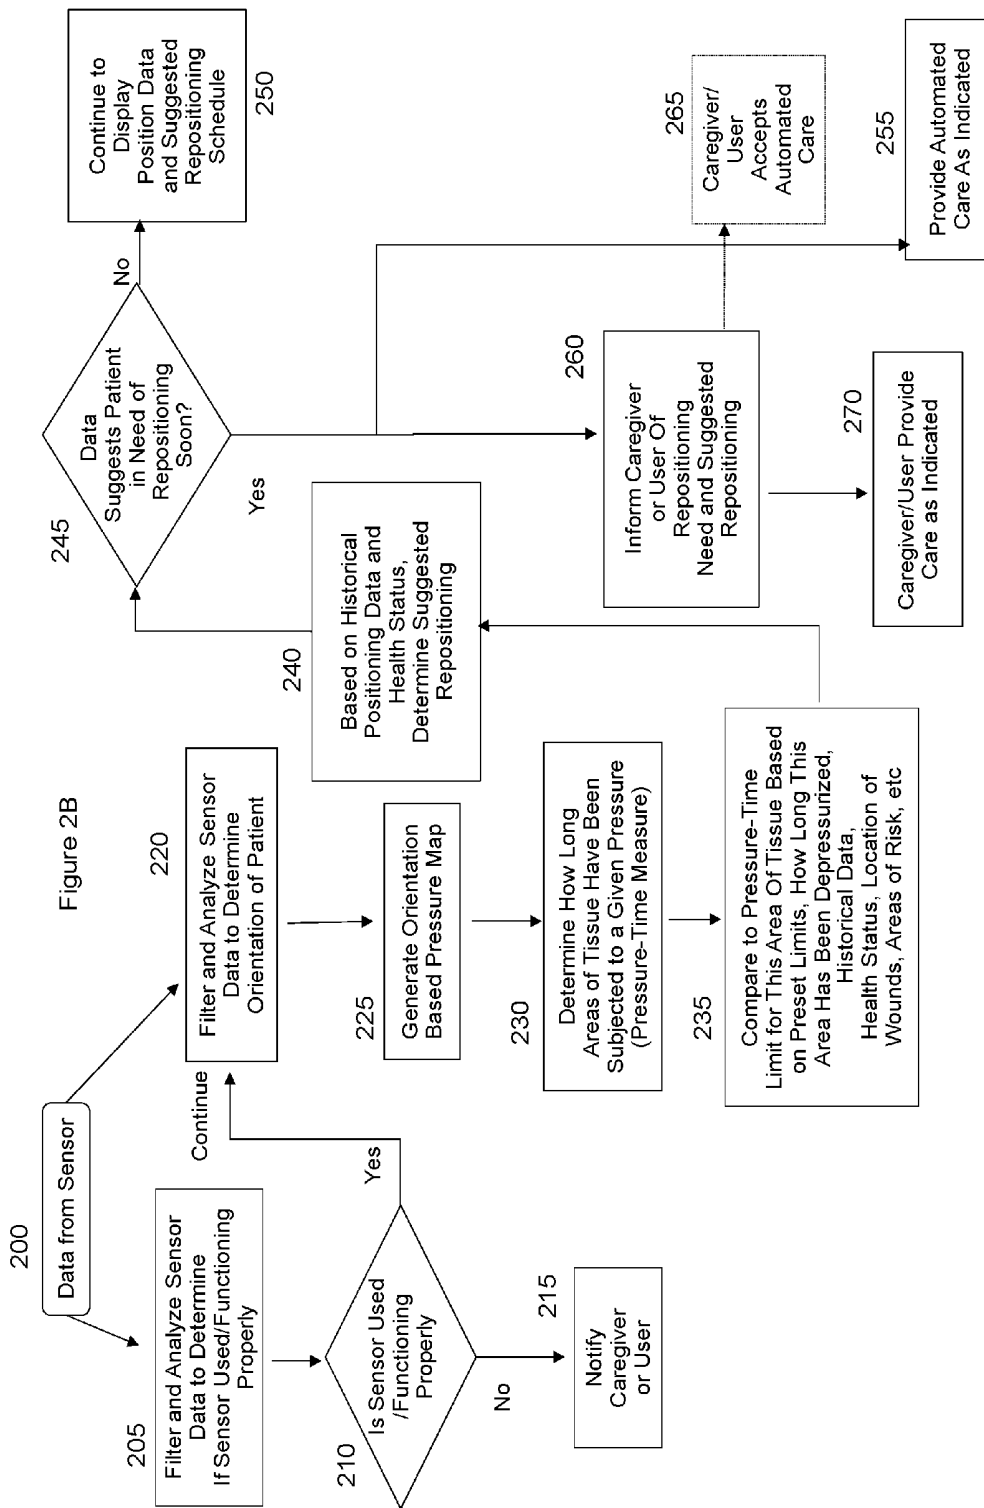 Figure 2B
200
Data from Sensor
205
Filter and Analyze Sensor
Data to Determine
If Sensor Used/Functioning
Properly
210
Is Sensor Used
/Functioning
Properly
Yes
Continue
No
215
Notify
Caregiver
or User
220
Filter and Analyze Sensor
Data to Determine
Orientation of Patient
225
Generate Orientation
Based Pressure Map
230
Determine How Long
Areas of Tissue Have Been
Subjected to a Given Pressure
(Pressure-Time Measure)
235
Compare to Pressure-Time
Limit for This Area Of Tissue Based
on Preset Limits, How Long This
Area Has Been Depressurized,
Historical Data,
Health Status, Location of
Wounds, Areas of Risk, etc
240
Based on Historical
Positioning Data and
Health Status,
Determine Suggested
Repositioning
245
Data
Suggests Patient
in Need of
Repositioning
Soon?
No
Yes
250
Continue to
Display
Position Data
and Suggested
Repositioning
Schedule
260
Inform Caregiver
or User Of
Repositioning
Need and Suggested
Repositioning
265
Caregiver/
User
Accepts
Automated
Care
255
Provide Automated
Care As Indicated
270
Caregiver/User Provide
Care as Indicated